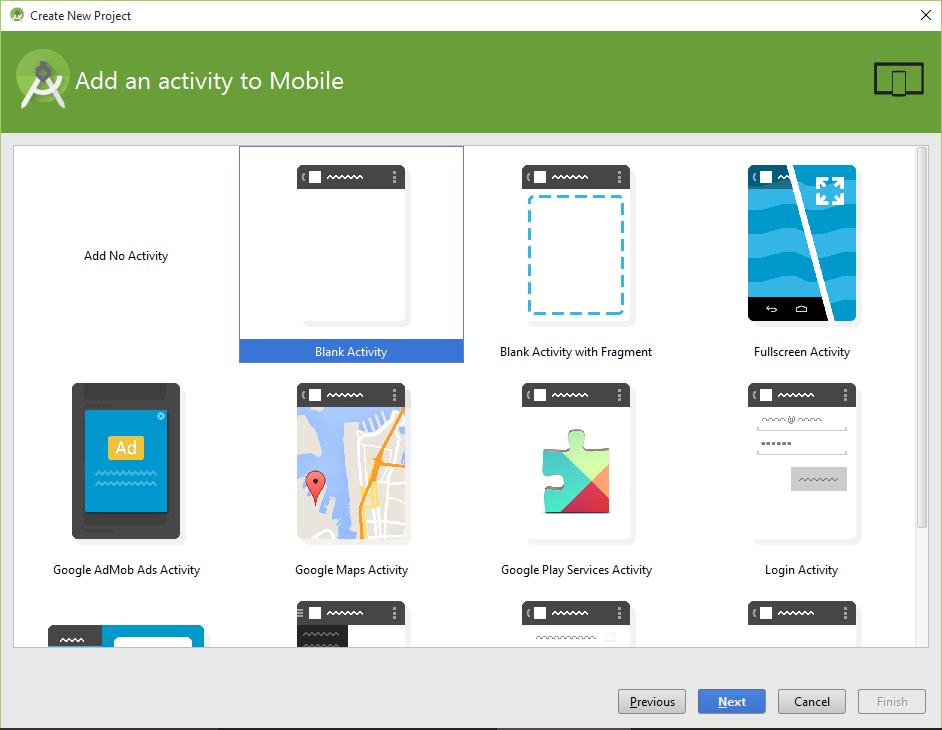 Create New Project
Add an activity to Mobile
Add No Activity
Blank Activity
Blank Activity with Fragment
Fullscreen Activity
Ad
Google AdMob Ads Activity
Google Maps Activity
Google Play Services Activity
@
Login Activity
Previous
Next
Cancel
Finish